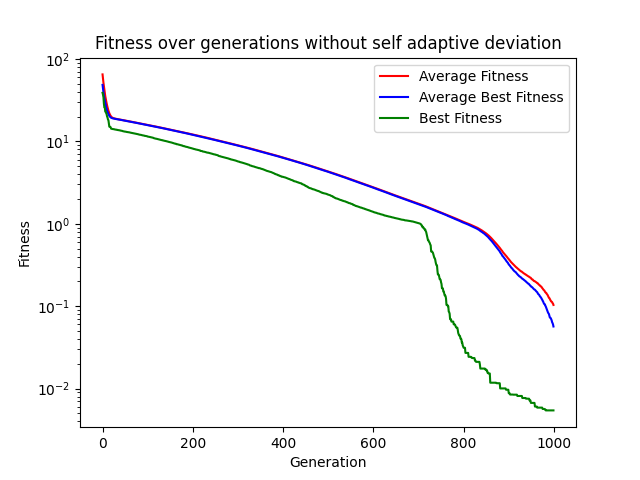 Fitness over generations without self adaptive deviation
Average Fitness
Average Best Fitness
Best Fitness
Fitness
10²
10¹
10⁰
10⁻¹
10⁻²
0 200 400 600 800 1000
Generation